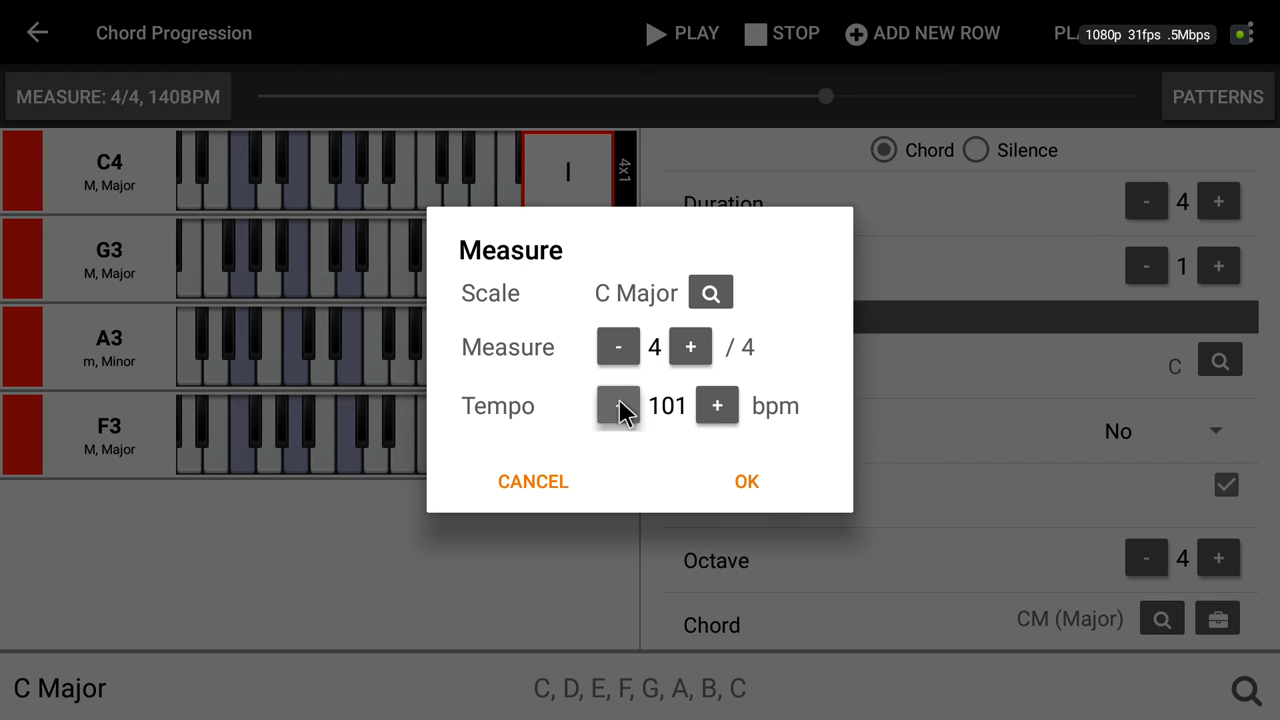 Chord Progression
PLAY
STOP
ADD NEW ROW
PL
1080p 31fps .5Mbps
MEASURE: 4/4, 140BPM
PATTERNS
C4
M, Major
I
4x1
G3
M, Major
A3
m, Minor
F3
M, Major
Chord
Silence
Duration
- 4 +
- 1 +
C
No
Octave
- 4 +
Chord
CM (Major)
Measure
Scale C Major
Measure - 4 + / 4
Tempo - 101 + bpm
CANCEL
OK
C Major
C, D, E, F, G, A, B, C